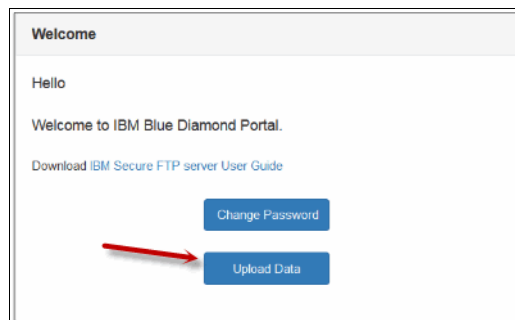 Welcome
Hello
Welcome to IBM Blue Diamond Portal.
Download IBM Secure FTP server User Guide
Change Password
Upload Data